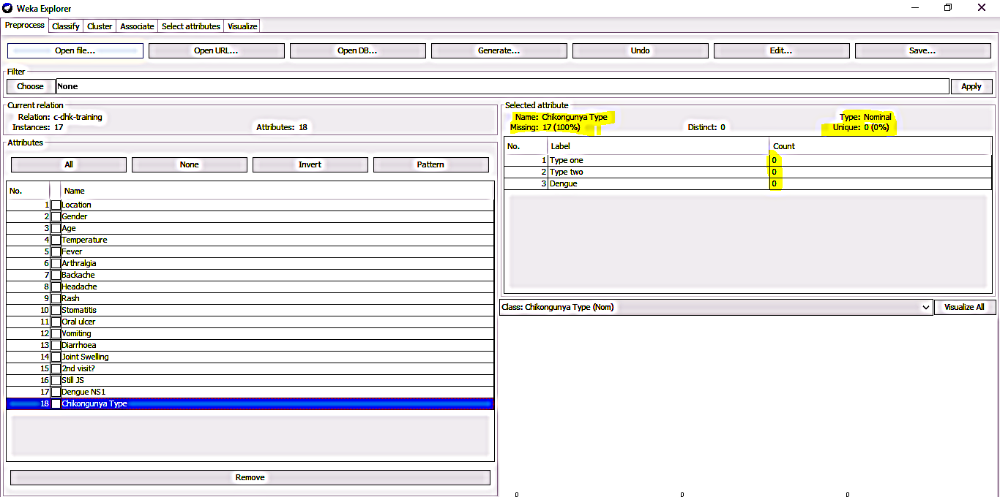 Weka Explorer
Preprocess Classify Cluster Associate Select attributes Visualize
Open file... Open URL... Open DB... Generate... Undo Edit... Save...
Filter
Choose None Apply
Current relation
Relation: c-dhk-training
Instances: 17 Attributes: 18
Attributes
All None Invert Pattern
No. Name
1 Location
2 Gender
3 Age
4 Temperature
5 Fever
6 Arthralgia
7 Backache
8 Headache
9 Rash
10 Stomatitis
11 Oral ulcer
12 Vomiting
13 Diarrhoea
14 Joint Swelling
15 2nd visit?
16 Still JS
17 Dengue NS1
18 Chikongunya Type
Remove
Selected attribute
Name: Chikongunya Type Type: Nominal
Missing: 17 (100%) Distinct: 0 Unique: 0 (0%)
No. Label Count
1 Type one 0
2 Type two 0
3 Dengue 0
Class: Chikongunya Type (Nom) Visualize All
0 0 0